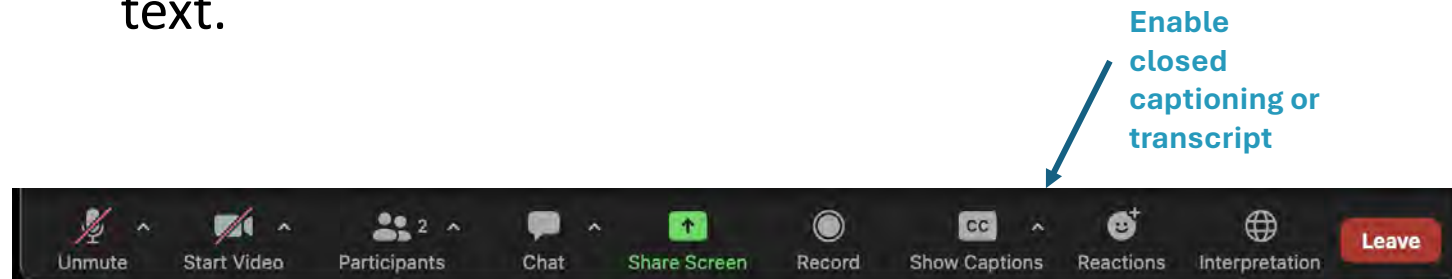 text.
Enable
closed
captioning or
transcript
2
CC
Unmute
Start Video
Participants
Chat
Share Screen
Record
Show Captions
Reactions
Interpretation
Leave